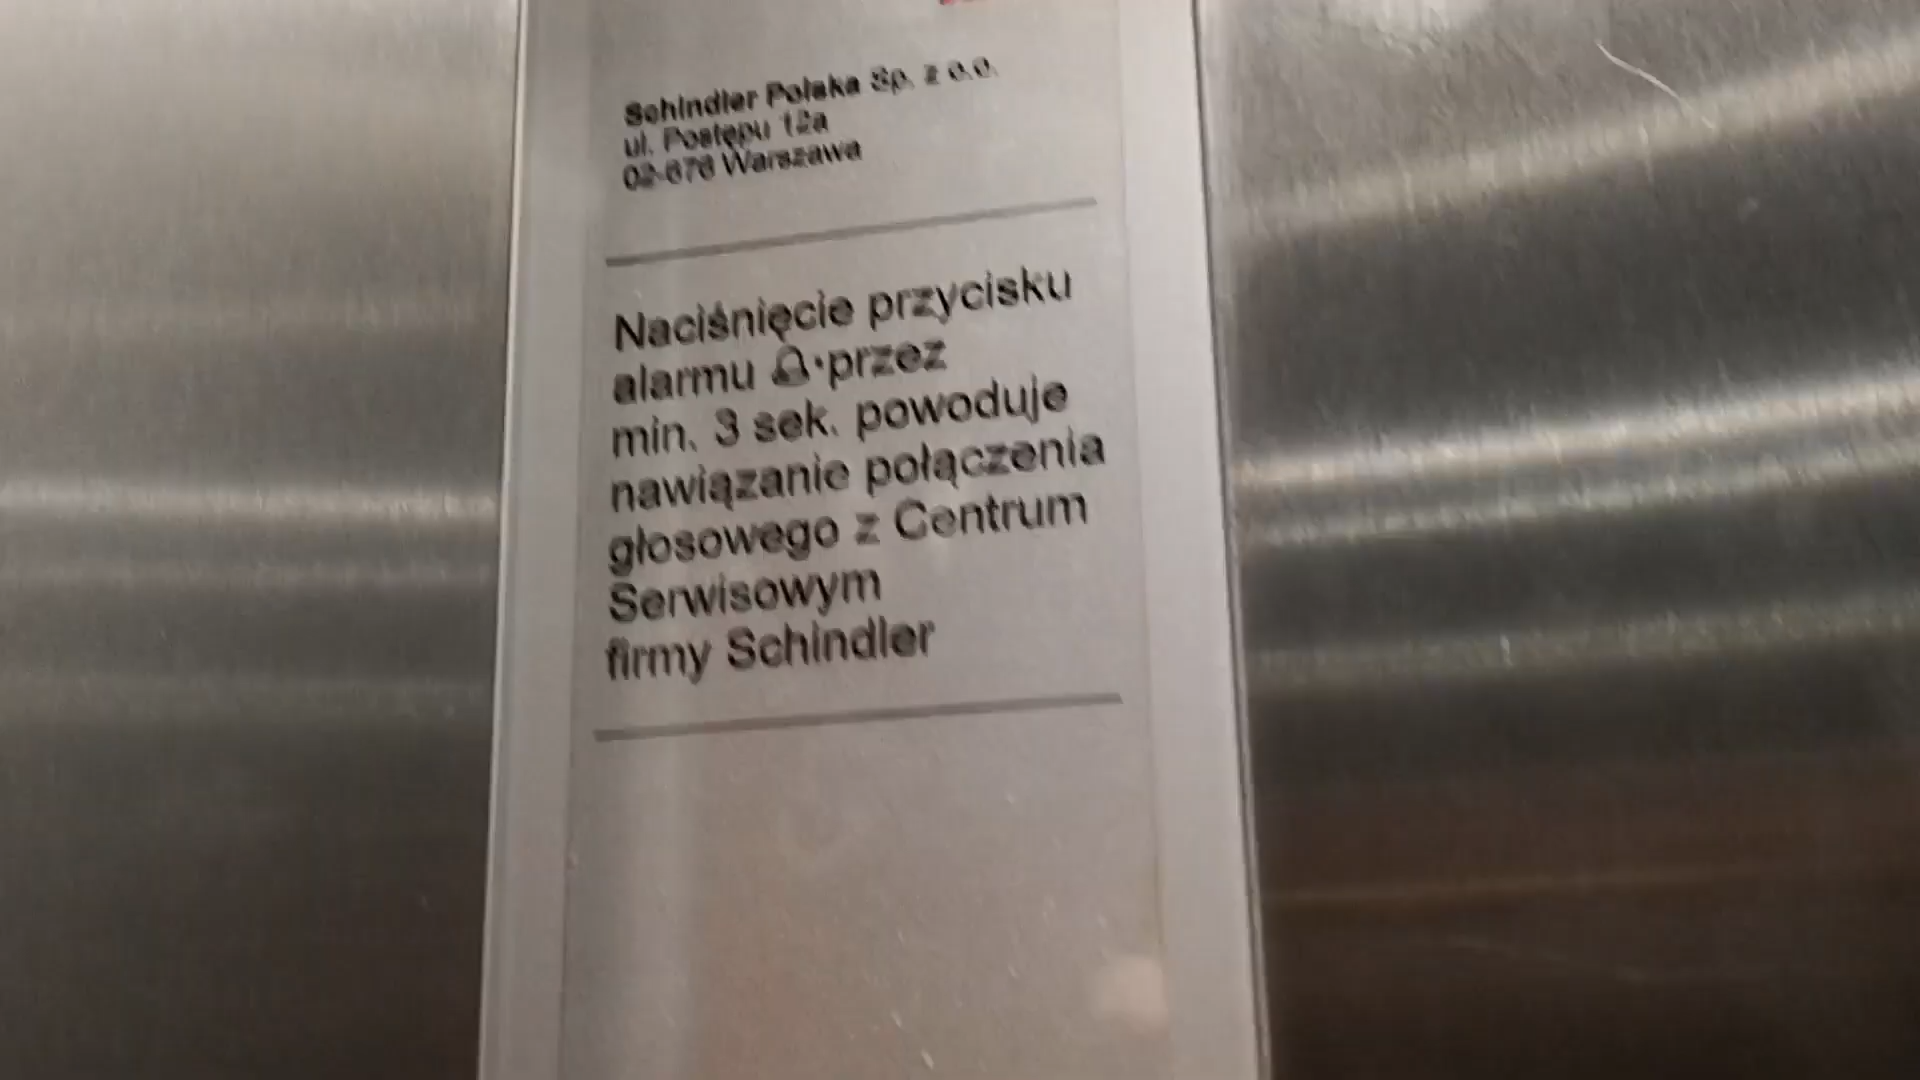 Schindler Polska Sp. z o.o.
ul. Postępu 12a
02-676 Warszawa
Naciśnięcie przycisku
alarmu przez
min. 3 sek. powoduje
nawiązanie połączenia
głosowego z Centrum
Serwisowym
firmy Schindler